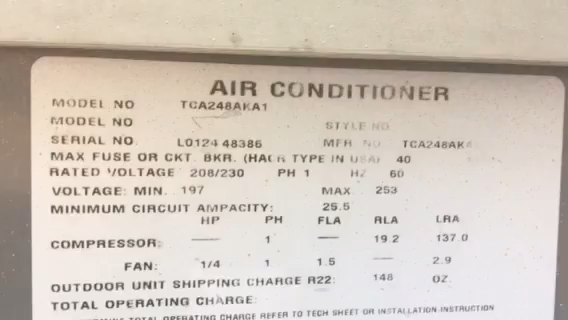 AIR CONDITIONER
MODEL NO TCA248AKA1
MODEL NO STYLE NO.
SERIAL NO. L0124 48386 MFH NO TCA248AKA
MAX FUSE OR CKT. BKR. (HACR TYPE IN USA) 40
RATED VOLTAGE 208/230 PH 1 HZ 60
VOLTAGE: MIN. 197 MAX 253
MINIMUM CIRCUIT AMPACITY: 25.5
HP PH FLA RLA LRA
COMPRESSOR: — 1 — 19.2 137.0
FAN: 1/4 1 1.5 — 2.9
OUTDOOR UNIT SHIPPING CHARGE R22: 148 OZ.
TOTAL OPERATING CHARGE:
TOTAL OPERATING CHARGE REFER TO TECH SHEET OR INSTALLATION INSTRUCTION